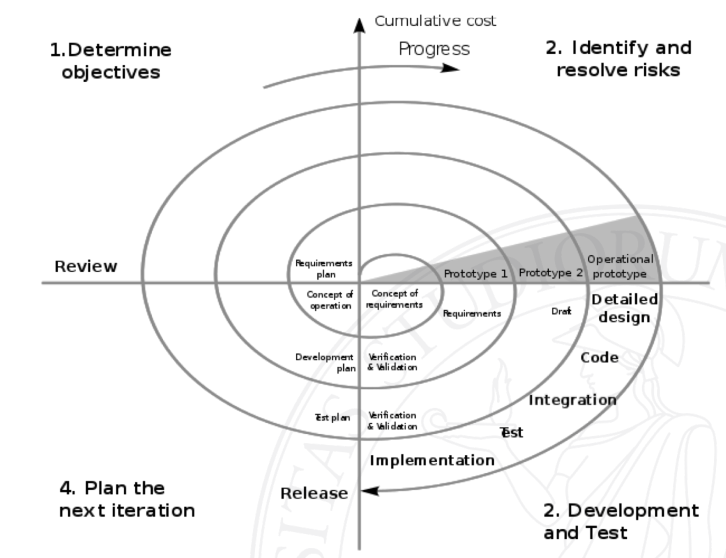 Cumulative cost
Progress
1.Determine
objectives
2. Identify and
resolve risks
Review
Requirements
plan
Prototype 1
Prototype 2
Operational
prototype
Concept of
operation
Concept of
requirements
Requirements
Draft
Detailed
design
Development
plan
Verification
& Validation
Code
Integration
Test plan
Verification
& Validation
Test
Implementation
Release
4. Plan the
next iteration
2. Development
and Test